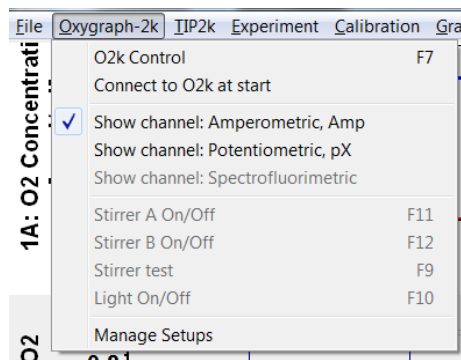 File Oxygraph-2k TIP2k Experiment Calibration Gra
O2k Control F7
Connect to O2k at start
Show channel: Amperometric, Amp
Show channel: Potentiometric, pX
Show channel: Spectrofluorimetric
Stirrer A On/Off F11
Stirrer B On/Off F12
Stirrer test F9
Light On/Off F10
Manage Setups
1A: O2 Concentrati
O2